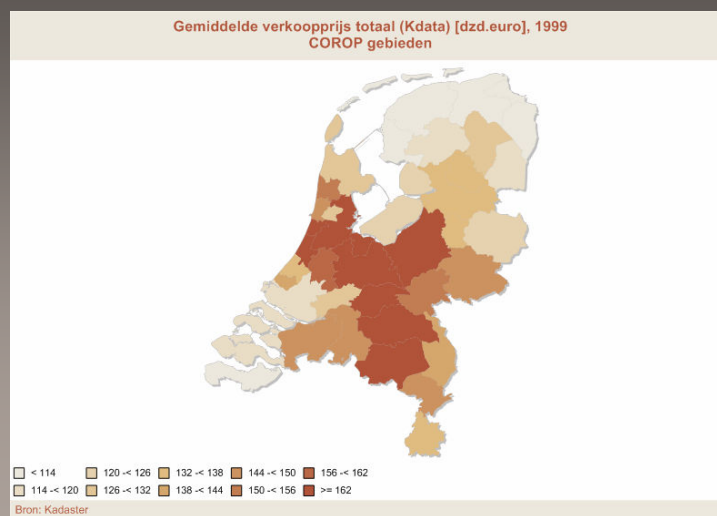 Gemiddelde verkoopprijs totaal (Kdata) [dzd.euro], 1999
COROP gebieden
< 114
120 -< 126
132 -< 138
144 -< 150
156 -< 162
114 -< 120
126 -< 132
138 -< 144
150 -< 156
>= 162
Bron: Kadaster